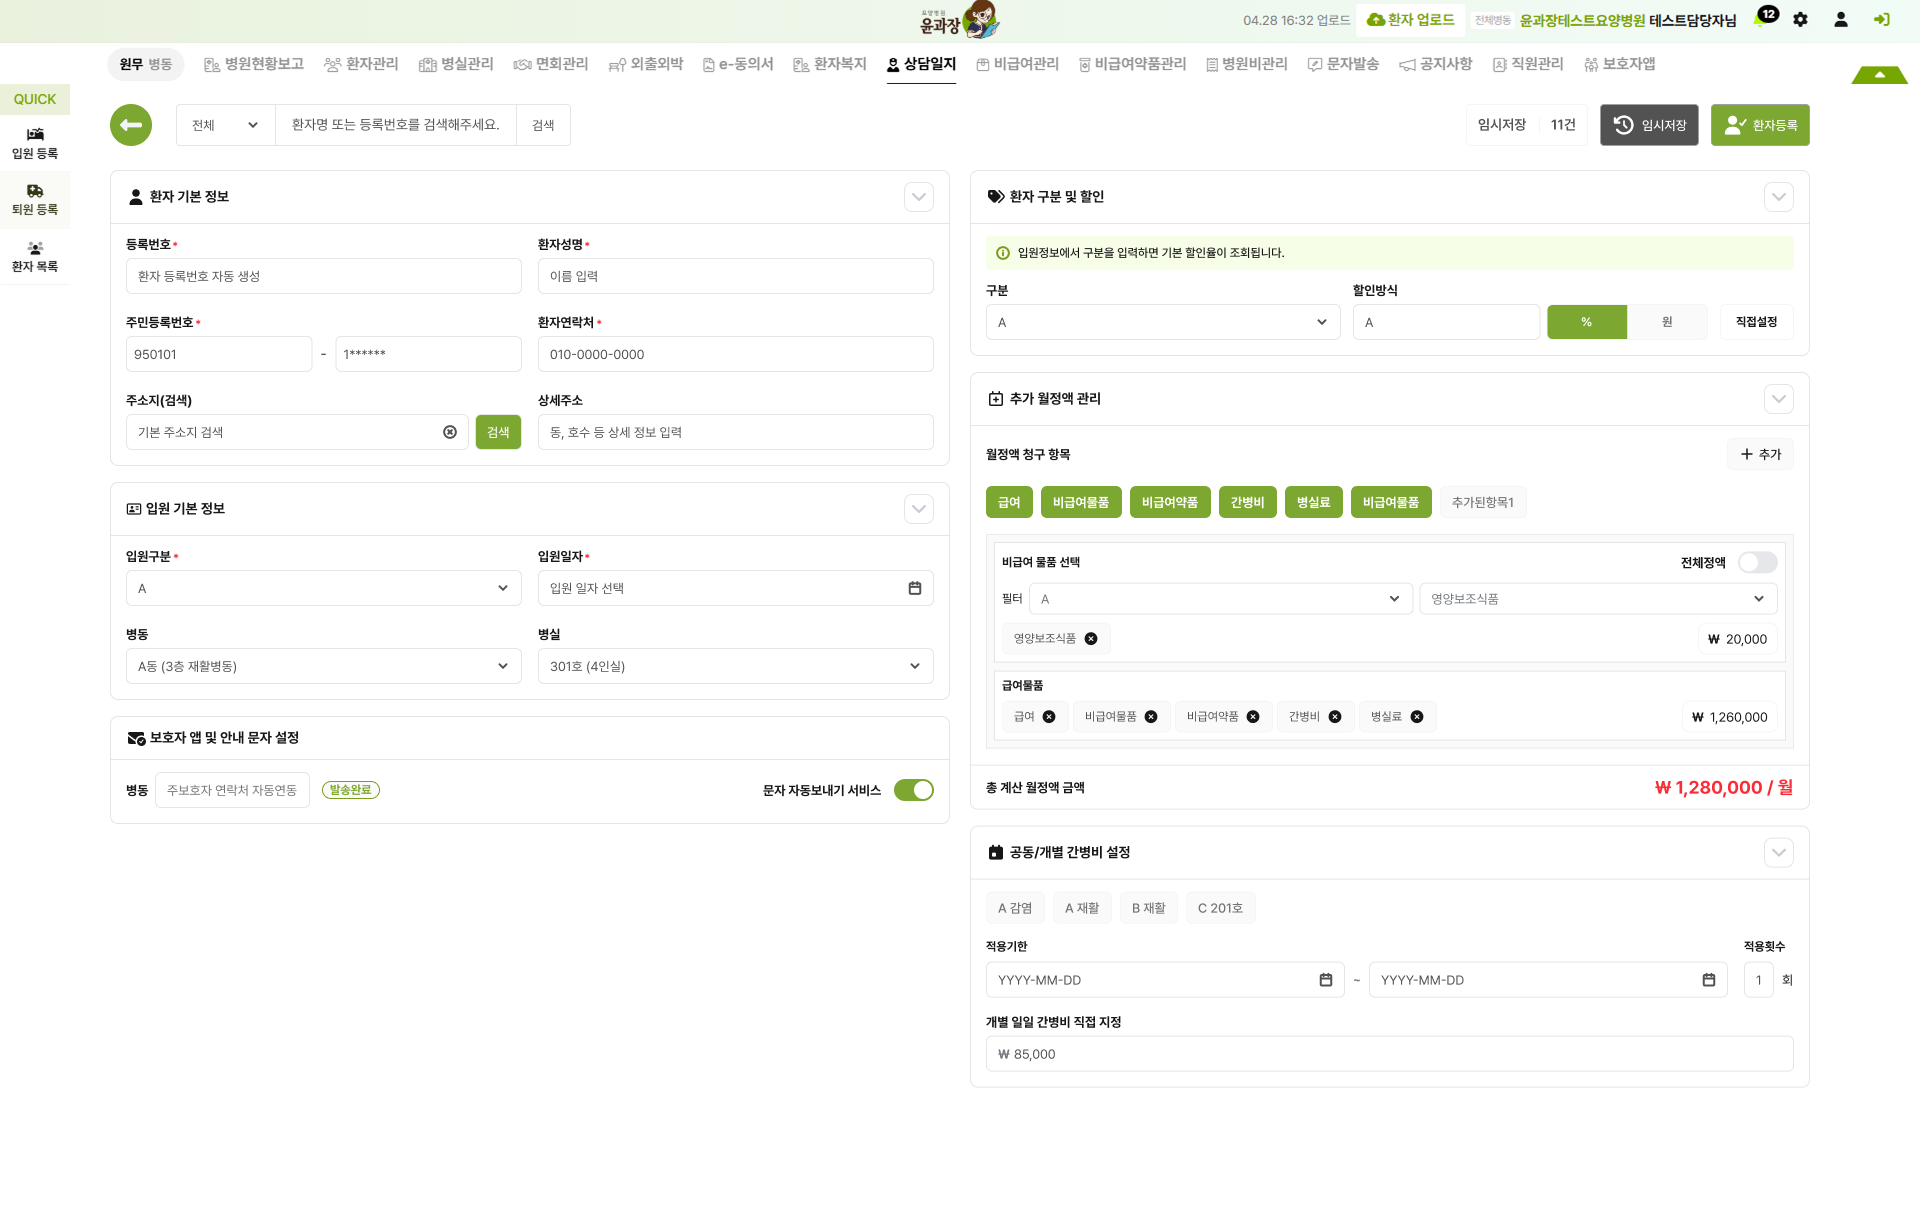 요양병원
윤과장
04.28 16:32 업로드
환자 업로드
전체병동
윤과장테스트요양병원 테스트담당자님
12
원무 병동
병원현황보고
환자관리
병실관리
면회관리
외출외박
e-동의서
환자복지
상담일지
비급여관리
비급여약품관리
병원비관리
문자발송
공지사항
직원관리
보호자앱
QUICK
입원 등록
퇴원 등록
환자 목록
전체
환자명 또는 등록번호를 검색해주세요.
검색
임시저장 11건
임시저장
환자등록
환자 기본 정보
등록번호*
환자성명*
환자 등록번호 자동 생성
이름 입력
주민등록번호*
환자연락처*
950101 - 1******
010-0000-0000
주소지(검색)
상세주소
기본 주소지 검색
검색
동, 호수 등 상세 정보 입력
입원 기본 정보
입원구분*
입원일자*
A
입원 일자 선택
병동
병실
A동 (3층 재활병동)
301호 (4인실)
보호자 앱 및 안내 문자 설정
병동
주보호자 연락처 자동연동
발송완료
문자 자동보내기 서비스
환자 구분 및 할인
입원정보에서 구분을 입력하면 기본 할인율이 조회됩니다.
구분
할인방식
A
A
%
원
직접설정
추가 월정액 관리
월정액 청구 항목
추가
급여
비급여물품
비급여약품
간병비
병실료
비급여물품
추가된항목1
비급여 물품 선택
전체정액
필터
A
영양보조식품
영양보조식품
₩ 20,000
급여물품
급여
비급여물품
비급여약품
간병비
병실료
₩ 1,260,000
총 계산 월정액 금액
₩ 1,280,000 / 월
공동/개별 간병비 설정
A 감염
A 재활
B 재활
C 201호
적용기한
적용횟수
YYYY-MM-DD ~ YYYY-MM-DD
1 회
개별 일일 간병비 직접 지정
₩ 85,000